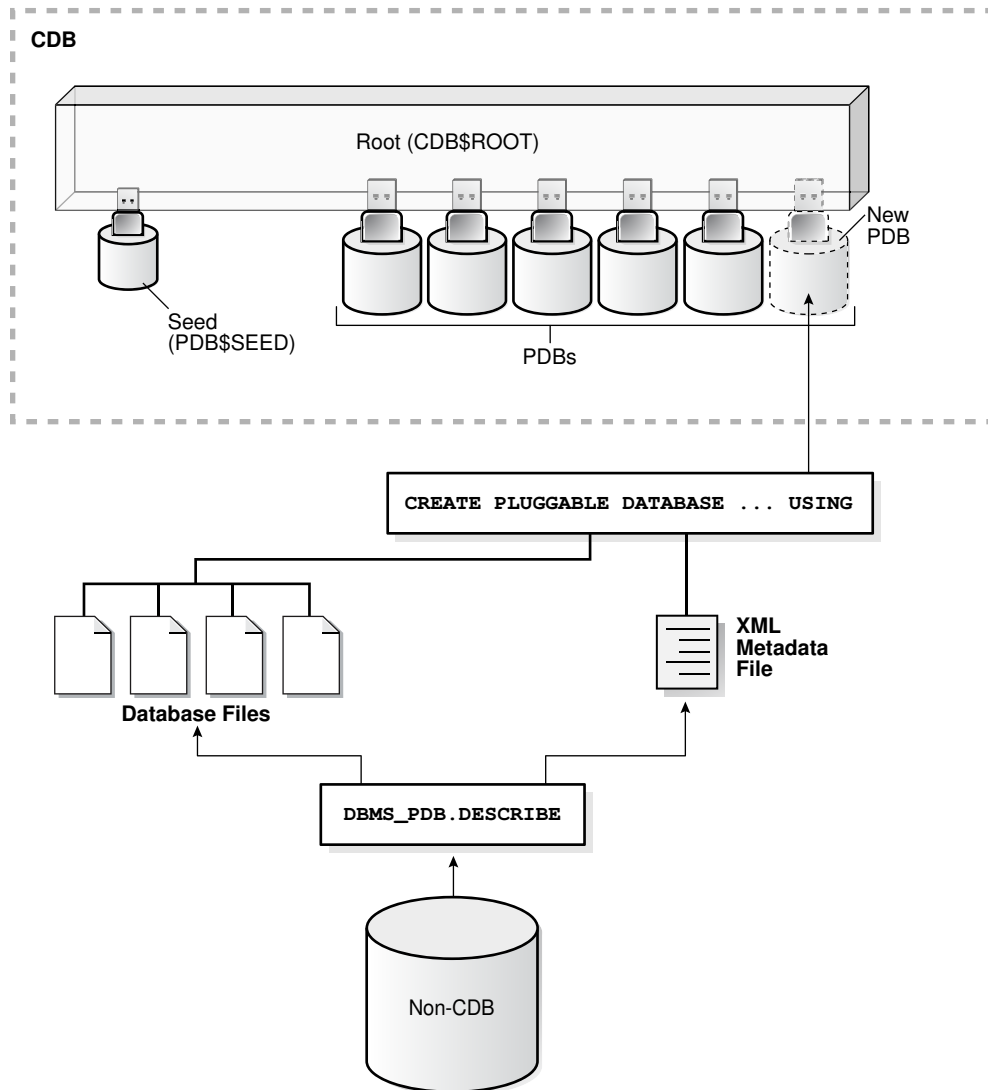 CDB
Root (CDB$ROOT)
New
PDB
Seed
(PDB$SEED)
PDBs
CREATE PLUGGABLE DATABASE ... USING
XML
Metadata
File
Database Files
DBMS_PDB.DESCRIBE
Non-CDB